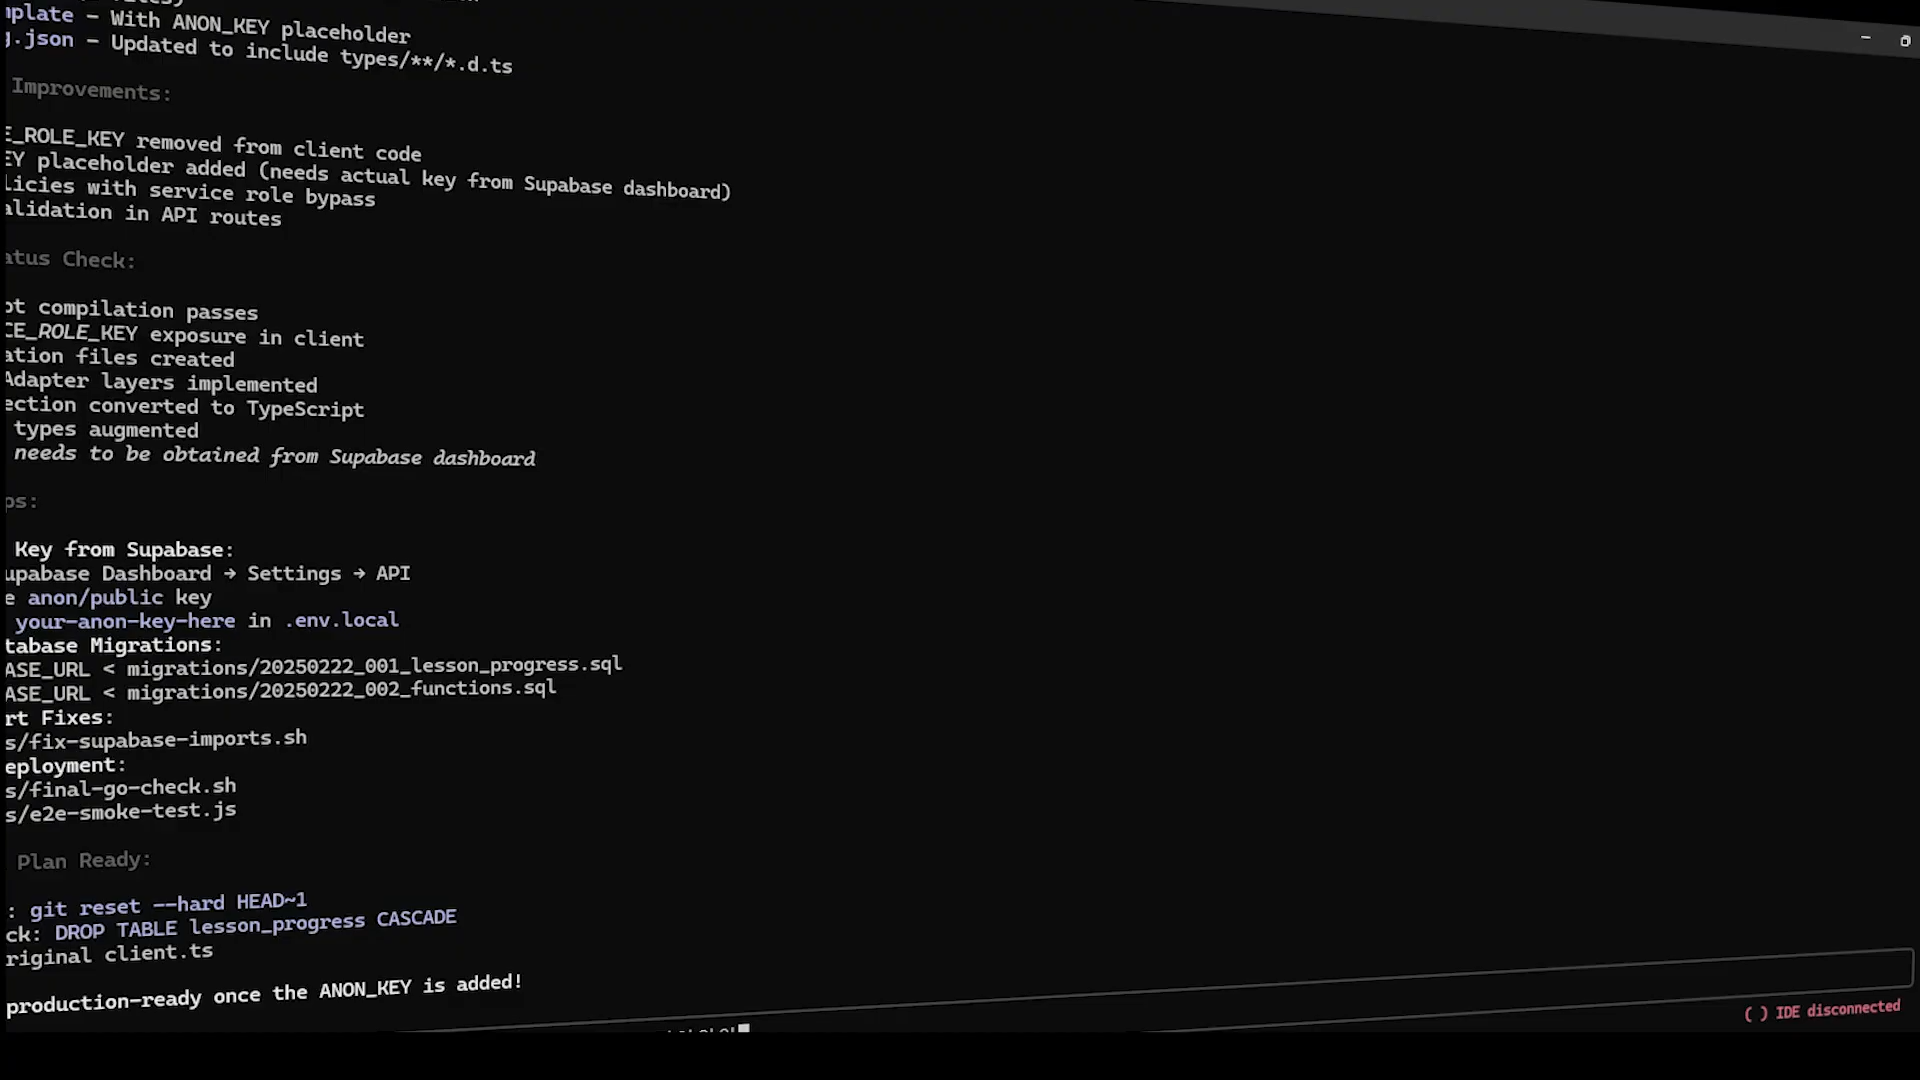 mplate - With ANON_KEY placeholder
g.json - Updated to include types/**/*.d.ts
Improvements:
E_ROLE_KEY removed from client code
EY placeholder added (needs actual key from Supabase dashboard)
licies with service role bypass
alidation in API routes
atus Check:
pt compilation passes
CE_ROLE_KEY exposure in client
ation files created
Adapter layers implemented
ection converted to TypeScript
types augmented
needs to be obtained from Supabase dashboard
ps:
Key from Supabase:
upabase Dashboard → Settings → API
e anon/public key
your-anon-key-here in .env.local
tabase Migrations:
ASE_URL < migrations/20250222_001_lesson_progress.sql
ASE_URL < migrations/20250222_002_functions.sql
rt Fixes:
s/fix-supabase-imports.sh
eployment:
s/final-go-check.sh
s/e2e-smoke-test.js
Plan Ready:
: git reset --hard HEAD~1
ck: DROP TABLE lesson_progress CASCADE
riginal client.ts
production-ready once the ANON_KEY is added!
( ) IDE disconnected